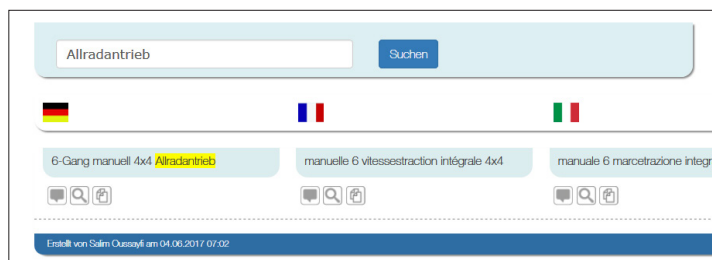 Allradantrieb
Suchen
6-Gang manuell 4x4 Allradantrieb
manuelle 6 vitessestraction intégrale 4x4
manuale 6 marcetrazione integr
Erstellt von Salim Oussayfi am 04.06.2017 07:02